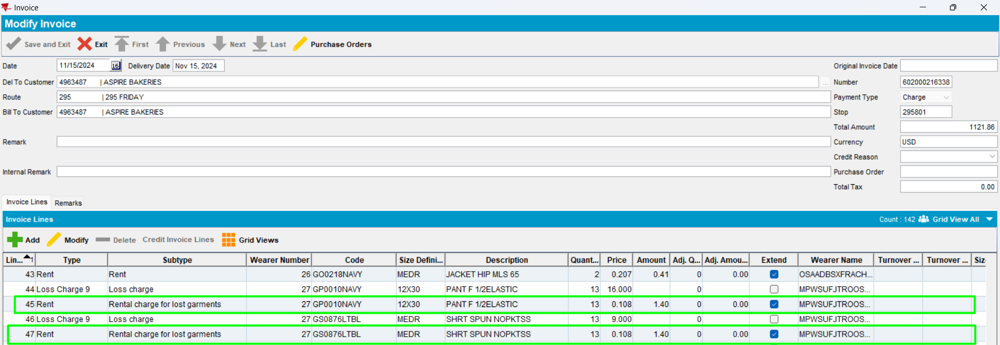 Invoice
Modify Invoice
Save and Exit Exit First Previous Next Last Purchase Orders
Date 11/15/2024 16 Delivery Date Nov 15, 2024 Original Invoice Date
Del To Customer 4963487 | ASPIRE BAKERIES ... Number 602000216338
Route 295 | 295 FRIDAY Payment Type Charge
Bill To Customer 4963487 | ASPIRE BAKERIES Stop 295801
Total Amount 1121.86
Remark Currency USD
Credit Reason
Internal Remark Purchase Order
Total Tax 0.00
Invoice Lines Remarks
Invoice Lines Count : 142 Grid View All
Add Modify Delete Credit Invoice Lines Grid Views
Lin... 1 Type Subtype Wearer Number Code Size Defini... Description Quant... Price Amount Adj. Q... Adj. Amou... Extend Wearer Name Turnover ... Turnover ... Siz
43 Rent Rent 26 GO0218NAVY MEDR JACKET HIP MLS 65 2 0.207 0.41 0 0.00 OSAADBSXFRACH...
44 Loss Charge 9 Loss charge 27 GP0010NAVY 12X30 PANT F 1/2ELASTIC 13 16.000 0 MPWSUFJTROOS...
45 Rent Rental charge for lost garments 27 GP0010NAVY 12X30 PANT F 1/2ELASTIC 13 0.108 1.40 0 0.00 MPWSUFJTROOS...
46 Loss Charge 9 Loss charge 27 GS0876LTBL MEDR SHRT SPUN NOPKTSS 13 9.000 0 MPWSUFJTROOS...
47 Rent Rental charge for lost garments 27 GS0876LTBL MEDR SHRT SPUN NOPKTSS 13 0.108 1.40 0 0.00 MPWSUFJTROOS...